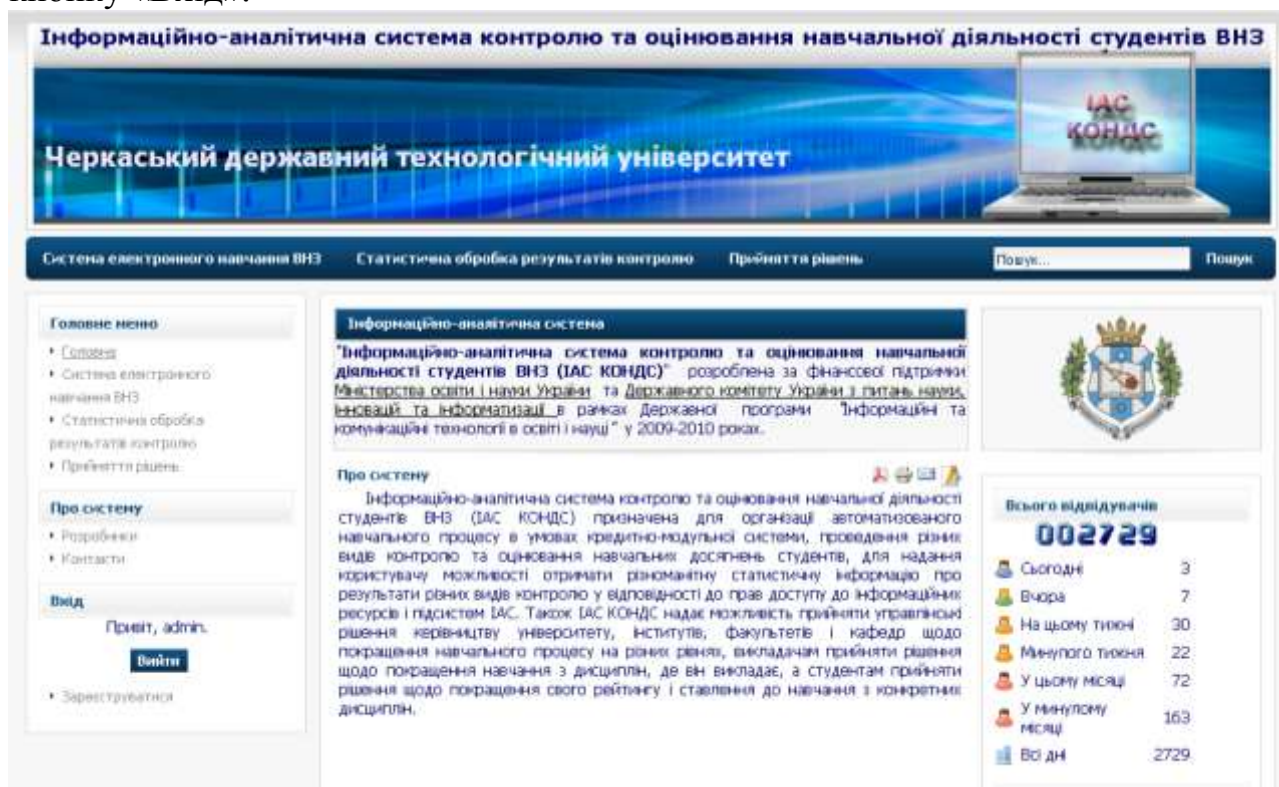 Інформаційно-аналітична система контролю та оцінювання навчальної діяльності студентів ВНЗ
ІАС
КОНДС
Черкаський державний технологічний університет
Система електронного навчання ВНЗ Статистична обробка результатів контролю Прийняття рішень Пошук... Пошук
Головне меню
Головна
Система електронного
навчання ВНЗ
Статистична обробка
результатів контролю
Прийняття рішень
Про систему
Розробники
Контакти
Вхід
Привіт, admin.
Вийти
Зареєструватися
Інформаційно-аналітична система
"Інформаційно-аналітична система контролю та оцінювання навчальної
діяльності студентів ВНЗ (ІАС КОНДС)" розроблена за фінансової підтримки
Міністерства освіти і науки України та Державного комітету України з питань науки,
інновацій та інформатизації в рамках Державної програми "Інформаційні та
комунікаційні технології в освіті і науці" у 2009-2010 роках.
Про систему
Інформаційно-аналітична система контролю та оцінювання навчальної діяльності
студентів ВНЗ (ІАС КОНДС) призначена для організації автоматизованого
навчального процесу в умовах кредитно-модульної системи, проведення різних
видів контролю та оцінювання навчальних досягнень студентів, для надання
користувачу можливості отримати різноманітну статистичну інформацію про
результати різних видів контролю у відповідності до прав доступу до інформаційних
ресурсів і підсистем ІАС. Також ІАС КОНДС надає можливість прийняти управлінські
рішення керівництву університету, інститутів, факультетів і кафедр щодо
покращення навчального процесу на різних рівнях, викладачам прийняти рішення
щодо покращення навчання з дисциплін, де він викладає, а студентам прийняти
рішення щодо покращення свого рейтингу і ставлення до навчання з конкретних
дисциплін.
Всього відвідувачів
002729
Сьогодні 3
Вчора 7
На цьому тижні 30
Минулого тижня 22
У цьому місяці 72
У минулому
місяці 163
Всі дні 2729